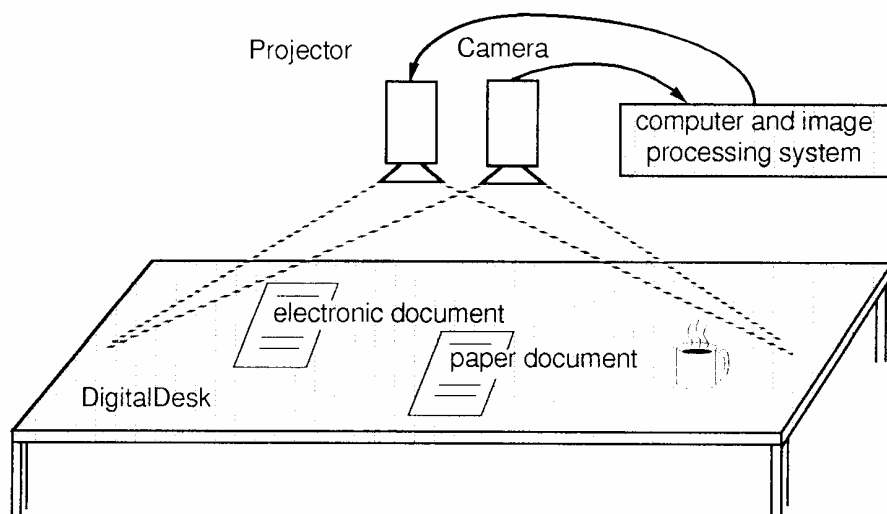 Projector
Camera
computer and image
processing system
electronic document
paper document
DigitalDesk